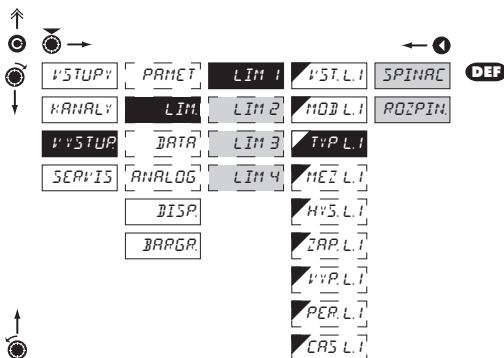 VSTUPY PAMET LIM 1 VST. L. 1 SPINAC DEF
KANALY LIM. LIM 2 MOD L. 1 ROZPIN.
VYSTUP. DATA LIM 3 TYP L. 1
SERVIS ANALOG LIM 4 MEZ L. 1
DISP. HYS. L. 1
BARGR. ZAP. L. 1
VYP. L. 1
PER. L. 1
CAS L. 1